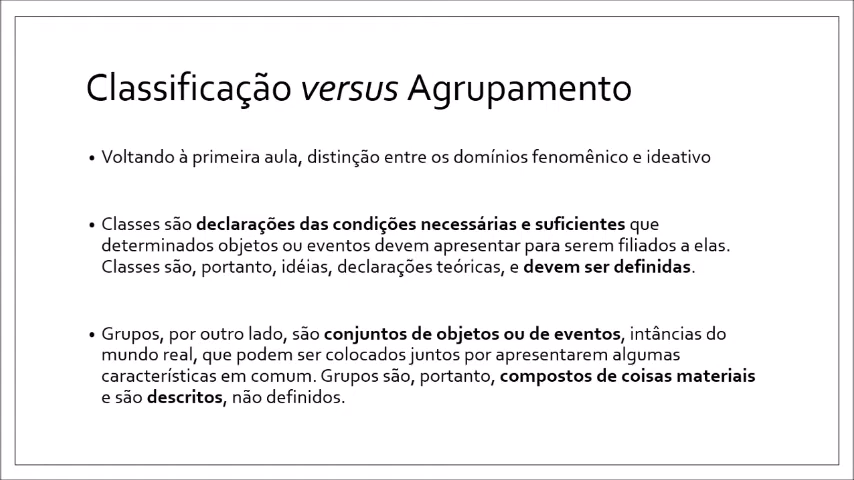 Classificação versus Agrupamento
• Voltando à primeira aula, distinção entre os domínios fenomênico e ideativo
• Classes são declarações das condições necessárias e suficientes que
determinados objetos ou eventos devem apresentar para serem filiados a elas.
Classes são, portanto, idéias, declarações teóricas, e devem ser definidas.
• Grupos, por outro lado, são conjuntos de objetos ou de eventos, intâncias do
mundo real, que podem ser colocados juntos por apresentarem algumas
características em comum. Grupos são, portanto, compostos de coisas materiais
e são descritos, não definidos.